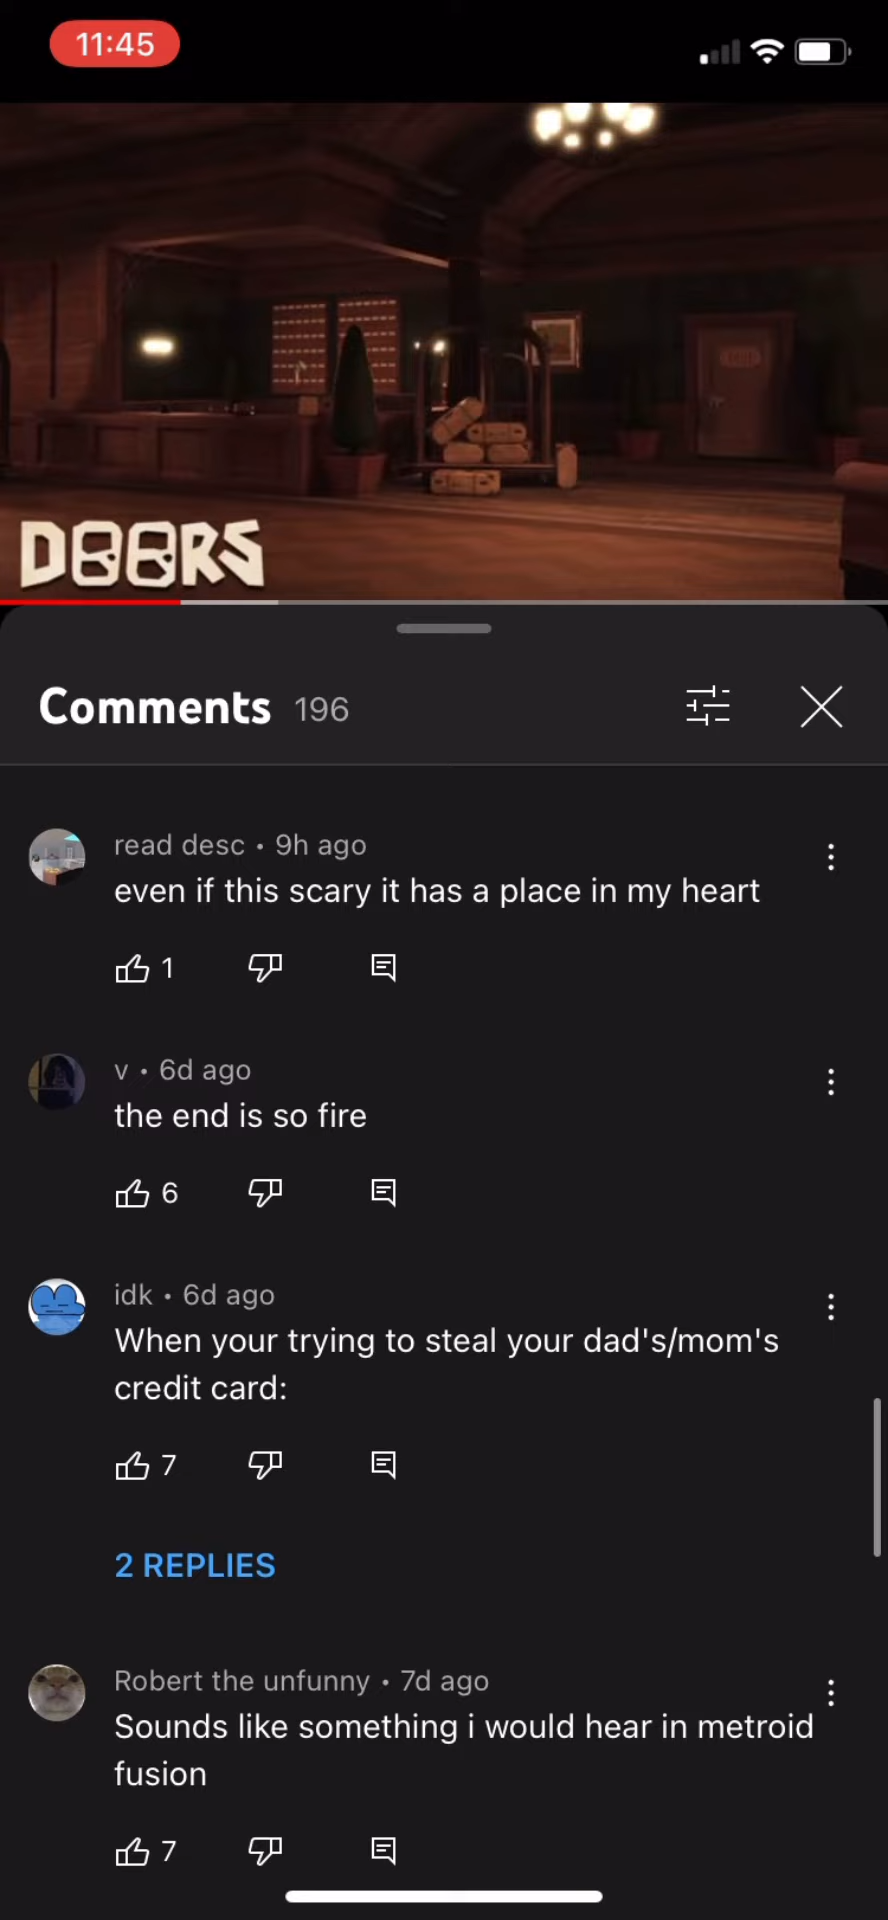 11:45
DOORS
Comments 196
read desc • 9h ago
even if this scary it has a place in my heart
1
v • 6d ago
the end is so fire
6
idk • 6d ago
When your trying to steal your dad's/mom's
credit card:
7
2 REPLIES
Robert the unfunny • 7d ago
Sounds like something i would hear in metroid
fusion
7